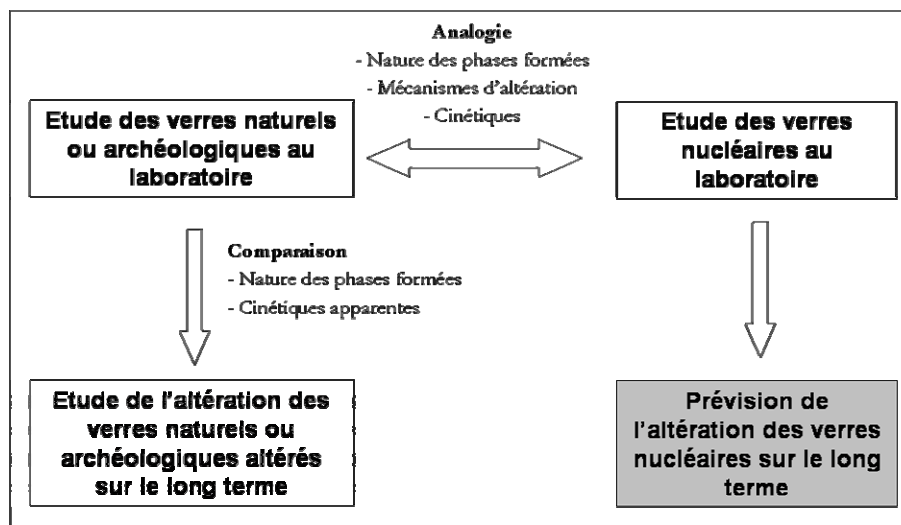 Analogie
- Nature des phases formées
- Mécanismes d'altération
- Cinétiques
Etude des verres naturels
ou archéologiques au
laboratoire
Etude des verres
nucléaires au
laboratoire
Comparaison
- Nature des phases formées
- Cinétiques apparentes
Etude de l'altération des
verres naturels ou
archéologiques altérés
sur le long terme
Prévision de
l'altération des verres
nucléaires sur le long
terme